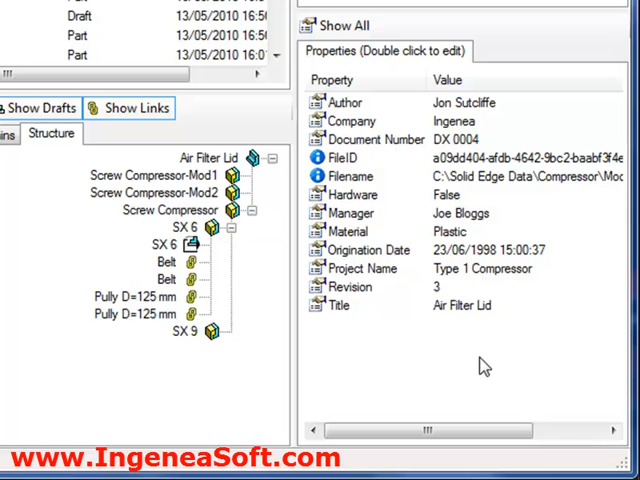 Draft 13/05/2010 16:50
Part 13/05/2010 16:50
Part 13/05/2010 16:01
Show Drafts Show Links
Structure
Air Filter Lid
Screw Compressor-Mod1
Screw Compressor-Mod2
Screw Compressor
SX 6
SX 6
Belt
Belt
Pully D=125 mm
Pully D=125 mm
SX 9
Show All
Properties (Double click to edit)
Property Value
Author Jon Sutcliffe
Company Ingenea
Document Number DX 0004
FileID a09dd404-afdb-4642-9bc2-baabf3f4e
Filename C:\Solid Edge Data\Compressor\Mod
Hardware False
Manager Joe Bloggs
Material Plastic
Origination Date 23/06/1998 15:00:37
Project Name Type 1 Compressor
Revision 3
Title Air Filter Lid
www.IngeneaSoft.com